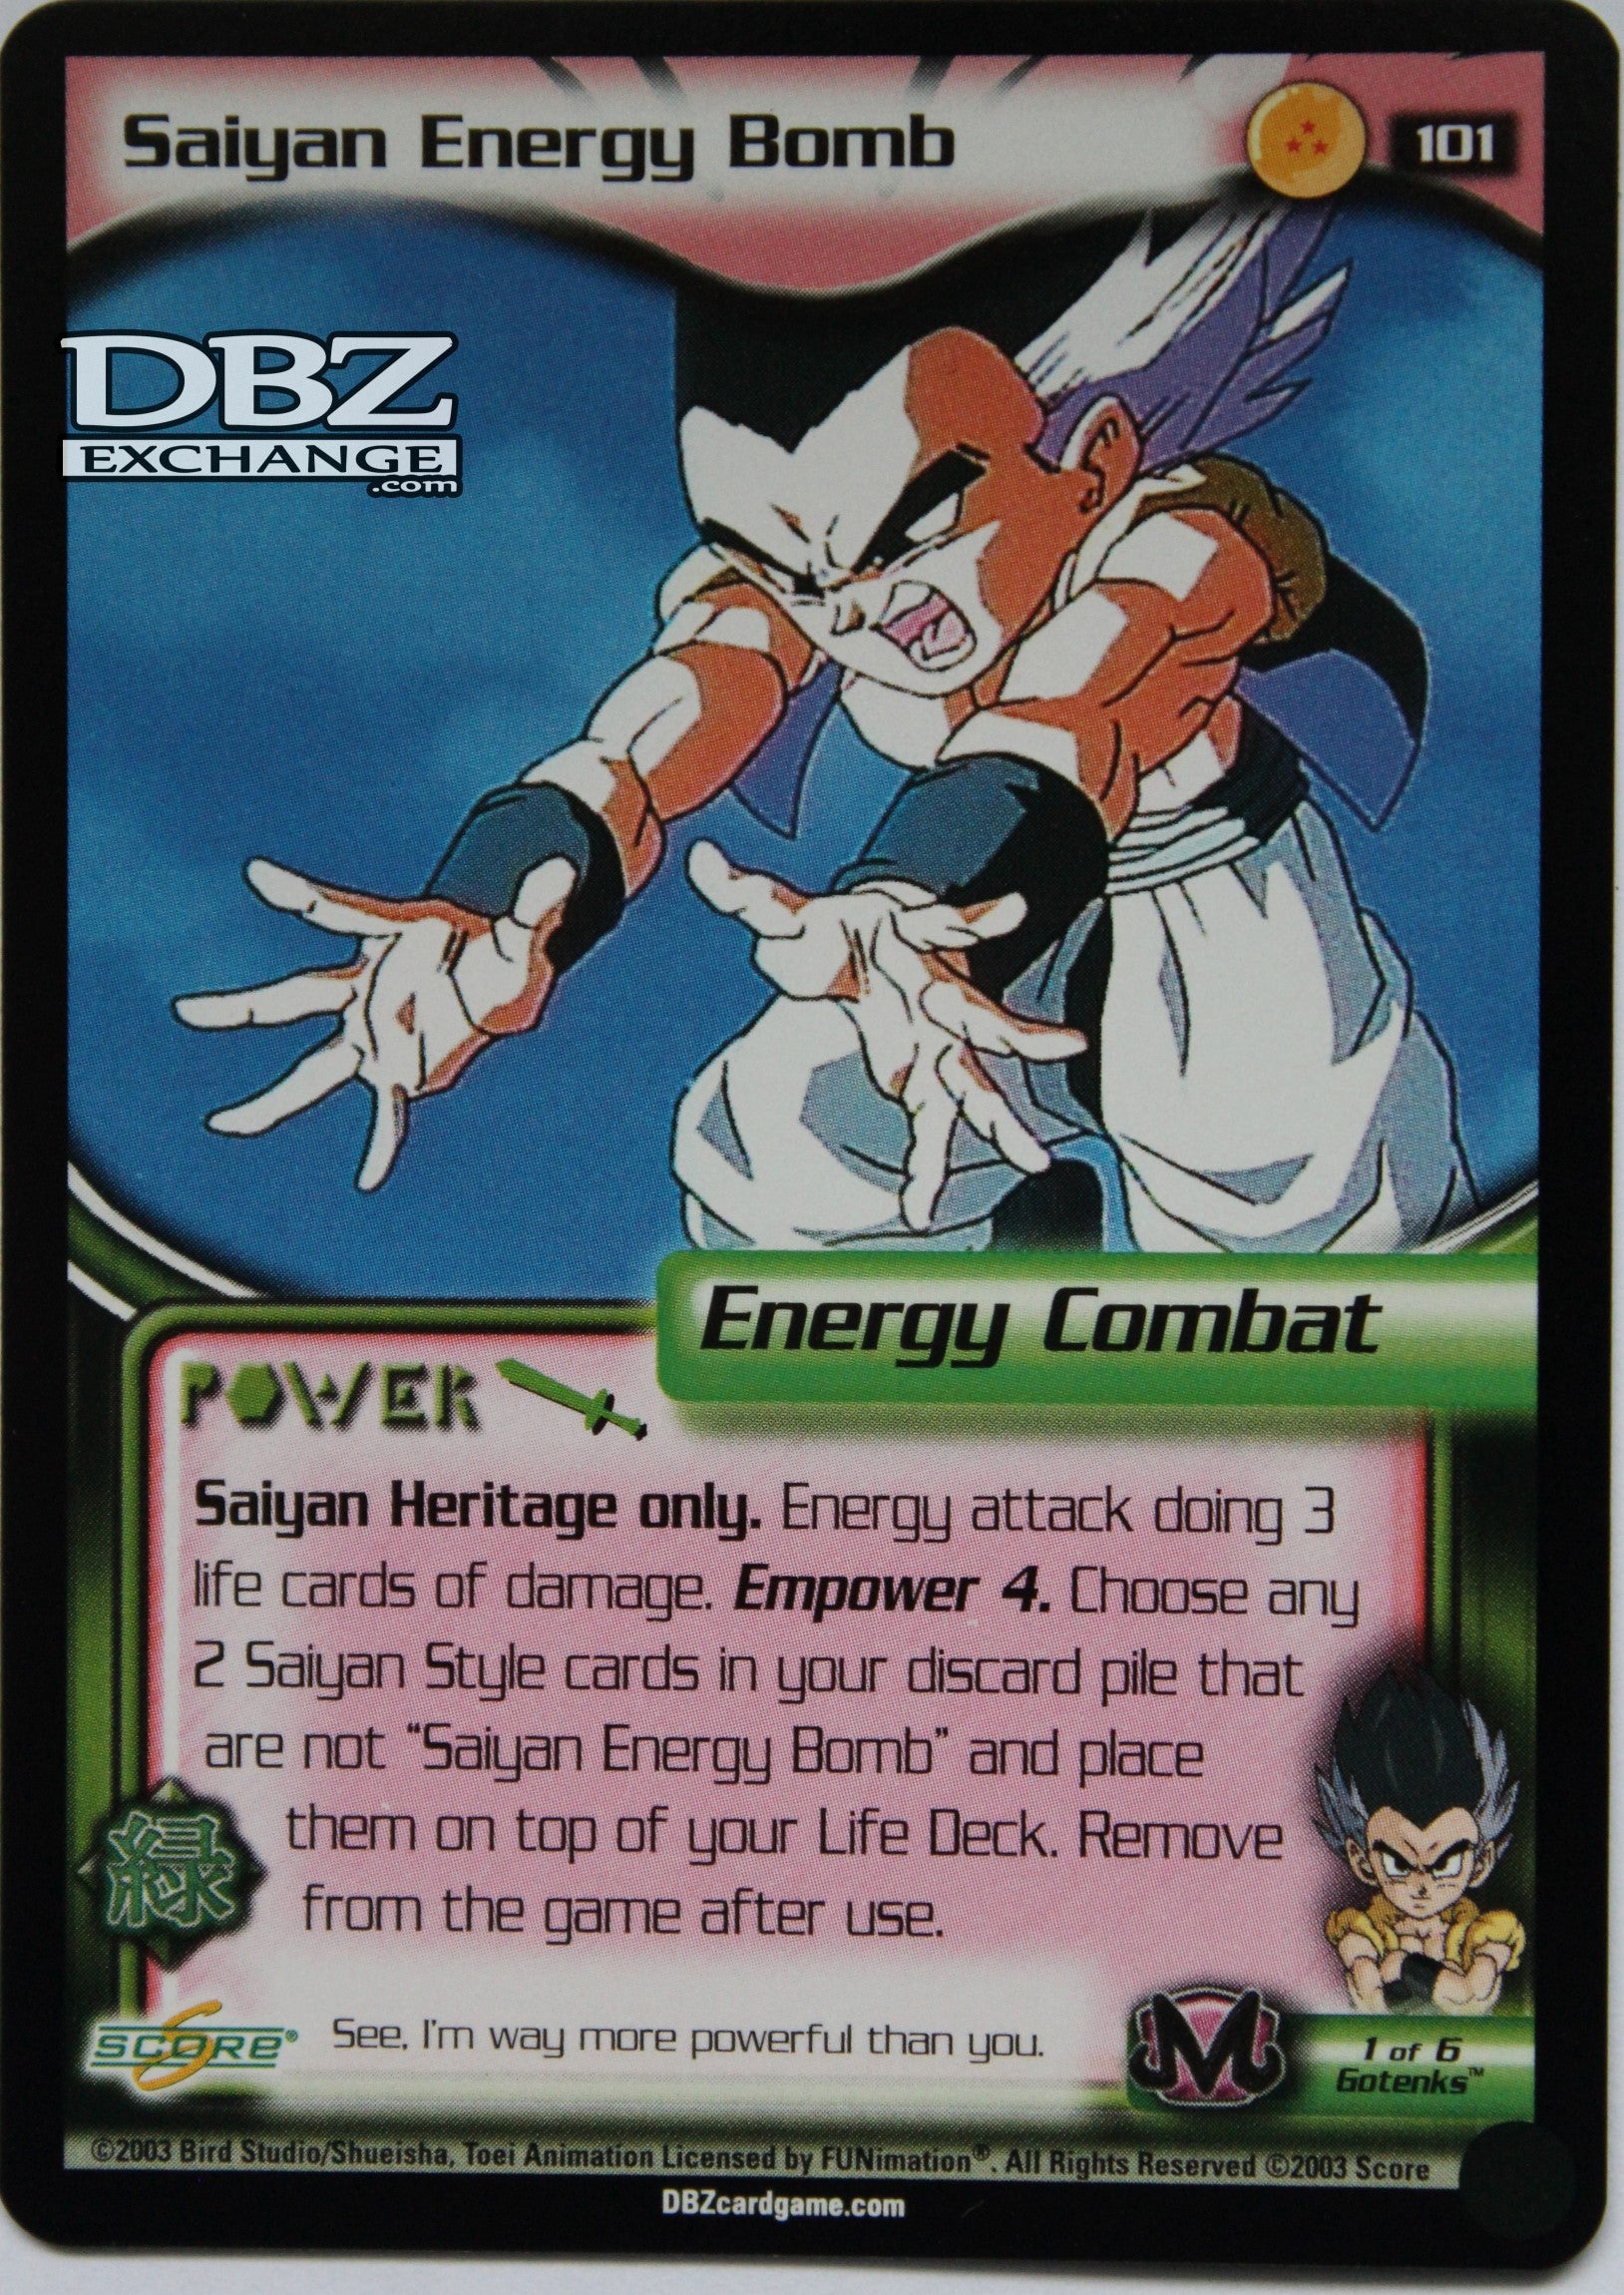 Saiyan Energy Bomb
101
DBZ
EXCHANGE
.com
Energy Combat
POWER
Saiyan Heritage only. Energy attack doing 3
life cards of damage. Empower 4. Choose any
2 Saiyan Style cards in your discard pile that
are not "Saiyan Energy Bomb" and place
them on top of your Life Deck. Remove
from the game after use.
緑
SCORE®
See, I'm way more powerful than you.
M
1 of 6
Gotenks™
©2003 Bird Studio/Shueisha, Toei Animation Licensed by FUNimation®. All Rights Reserved ©2003 Score
DBZcardgame.com